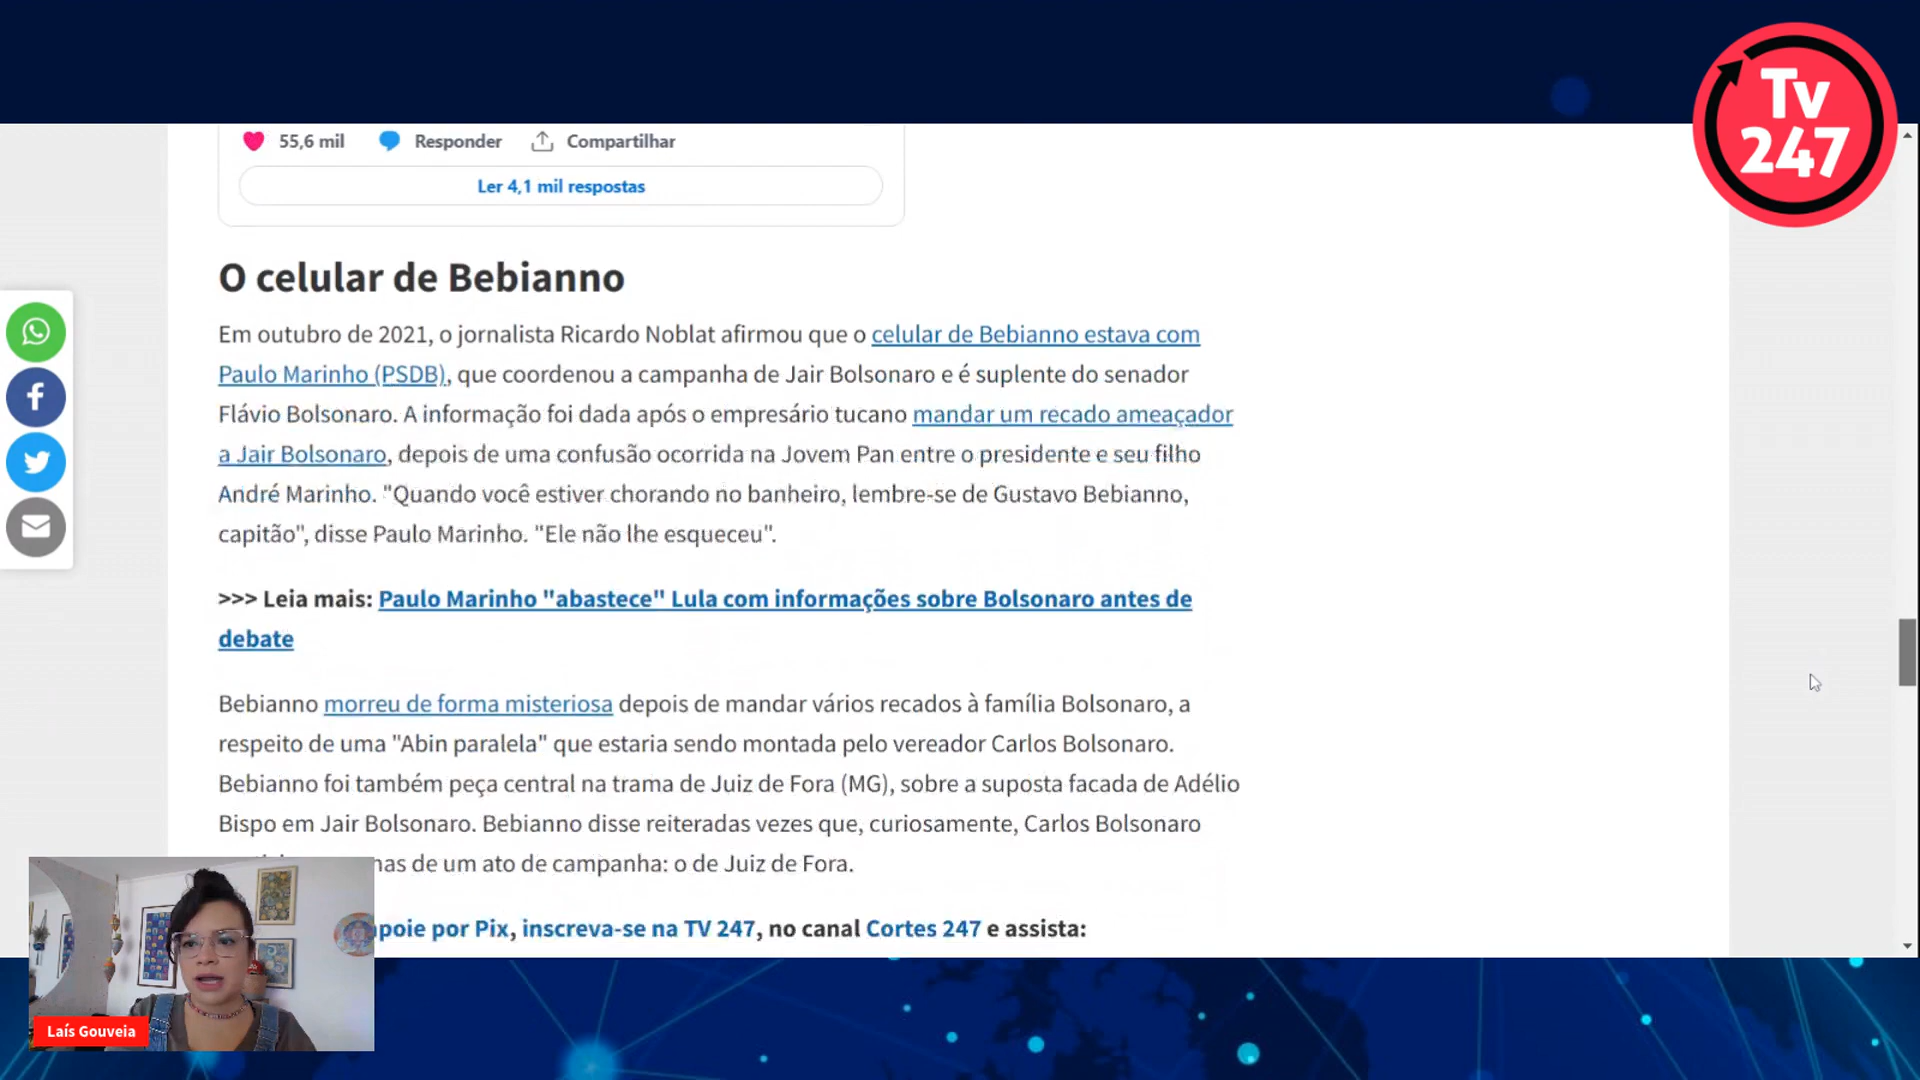 Tv
247
55,6 mil Responder Compartilhar
Ler 4,1 mil respostas
O celular de Bebianno
Em outubro de 2021, o jornalista Ricardo Noblat afirmou que o celular de Bebianno estava com
Paulo Marinho (PSDB), que coordenou a campanha de Jair Bolsonaro e é suplente do senador
Flávio Bolsonaro. A informação foi dada após o empresário tucano mandar um recado ameaçador
a Jair Bolsonaro, depois de uma confusão ocorrida na Jovem Pan entre o presidente e seu filho
André Marinho. "Quando você estiver chorando no banheiro, lembre-se de Gustavo Bebianno,
capitão", disse Paulo Marinho. "Ele não lhe esqueceu".
>>> Leia mais: Paulo Marinho "abastece" Lula com informações sobre Bolsonaro antes de
debate
Bebianno morreu de forma misteriosa depois de mandar vários recados à família Bolsonaro, a
respeito de uma "Abin paralela" que estaria sendo montada pelo vereador Carlos Bolsonaro.
Bebianno foi também peça central na trama de Juiz de Fora (MG), sobre a suposta facada de Adélio
Bispo em Jair Bolsonaro. Bebianno disse reiteradas vezes que, curiosamente, Carlos Bolsonaro
de um ato de campanha: o de Juiz de Fora.
poie por Pix, inscreva-se na TV 247, no canal Cortes 247 e assista:
Laís Gouveia